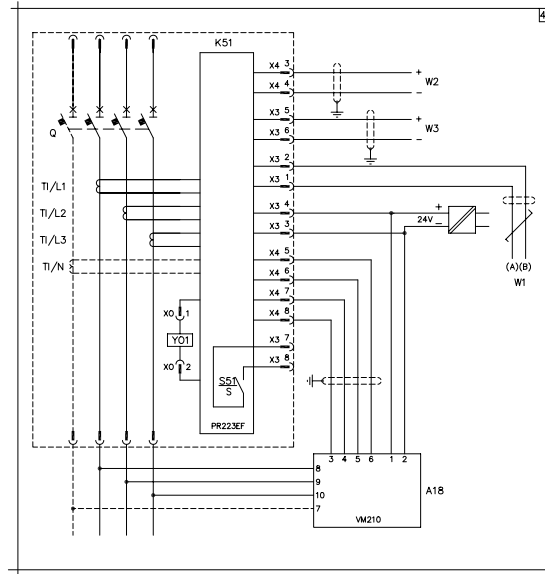 4
K51
X4 3
+
W2
X4 4
-
X3 5
+
W3
X3 6
-
Q
X3 2
X3 1
TI/L1
X3 4
+
TI/L2
24V
-
X3 3
TI/L3
X4 5
TI/N
X4 6
(A)(B)
W1
X4 7
X0 1
X4 8
Y01
X3 7
X0 2
X3 8
S51
S
PR223EF
3 4 5 6 1 2
8
9
A18
10
7
VM210